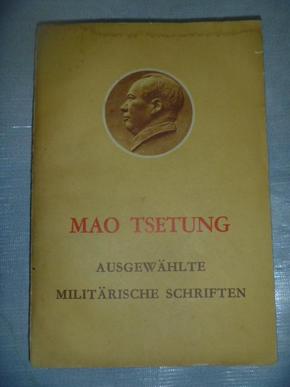 MAO TSETUNG
AUSGEWÄHLTE
MILITÄRISCHE SCHRIFTEN